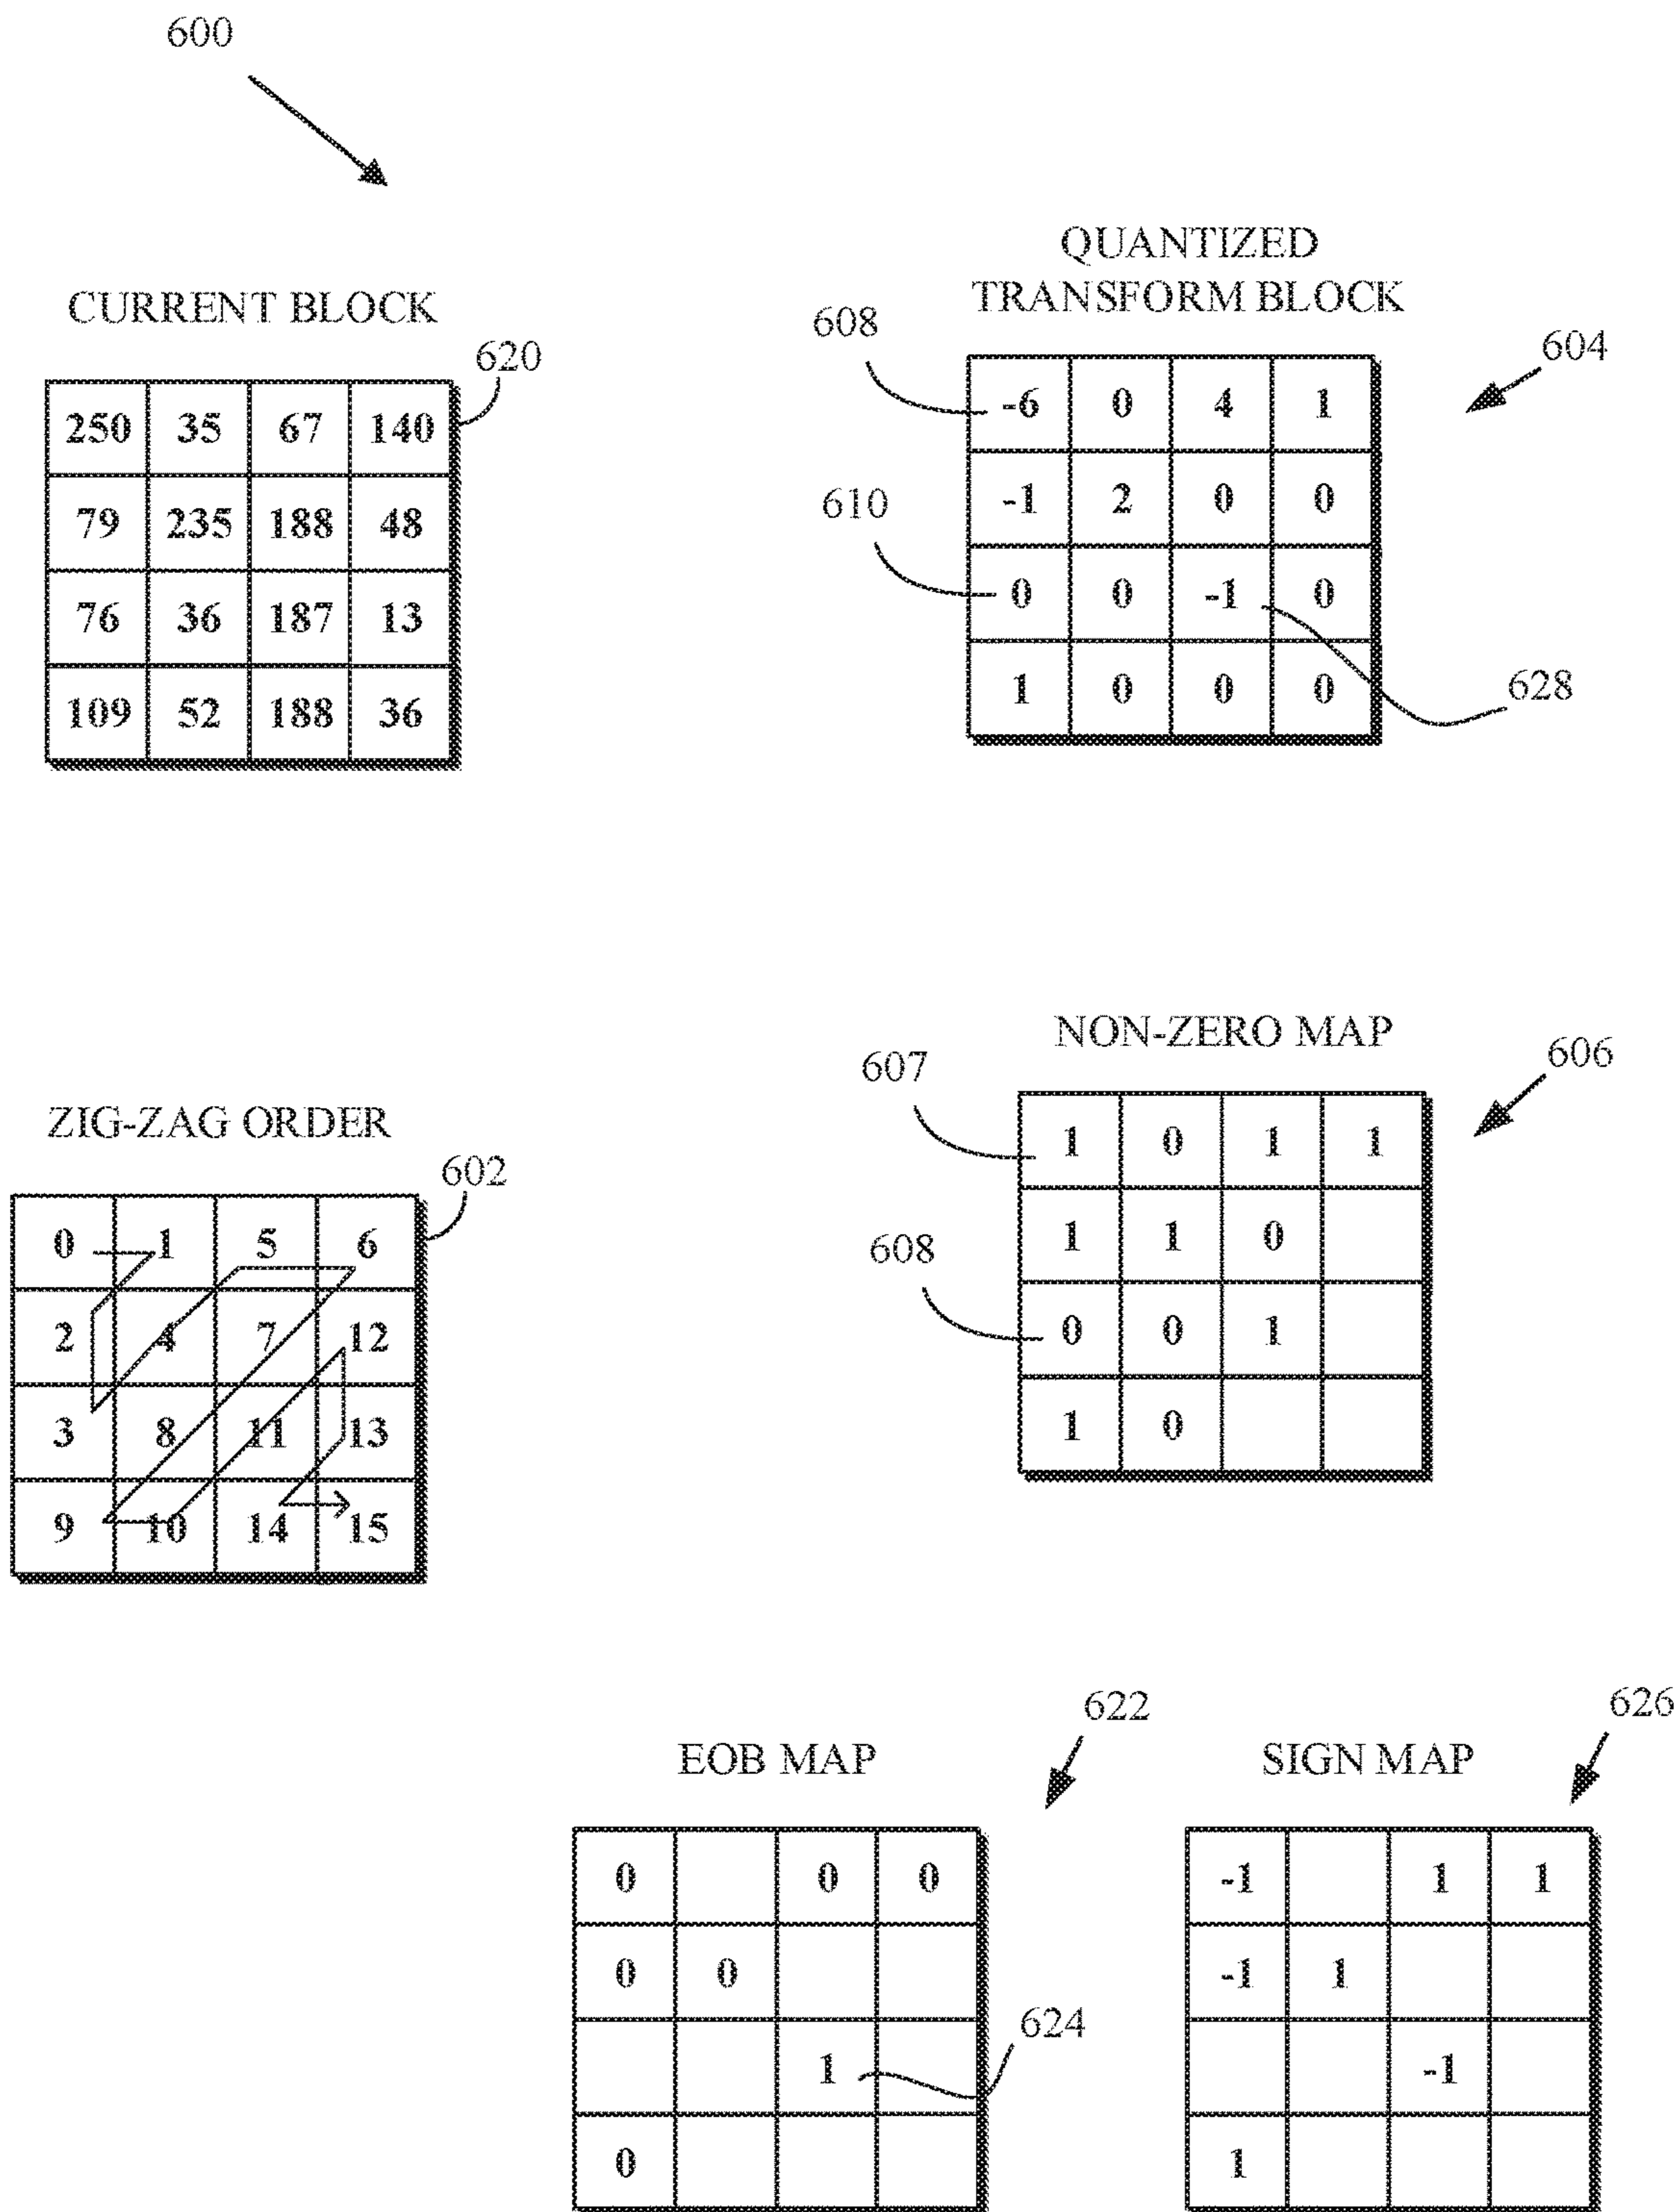 600
CURRENT BLOCK
620
250 35 67 140
79 235 188 48
76 36 187 13
109 52 188 36
QUANTIZED
TRANSFORM BLOCK
608
604
-6 0 4 1
610
-1 2 0 0
0 0 -1 0
628
1 0 0 0
ZIG-ZAG ORDER
602
0 1 5 6
2 4 7 12
3 8 11 13
9 10 14 15
NON-ZERO MAP
607
606
1 0 1 1
608
1 1 0
0 0 1
1 0
EOB MAP
622
0 0 0
0 0
624
1
0
SIGN MAP
626
-1 1 1
-1 1
-1
1